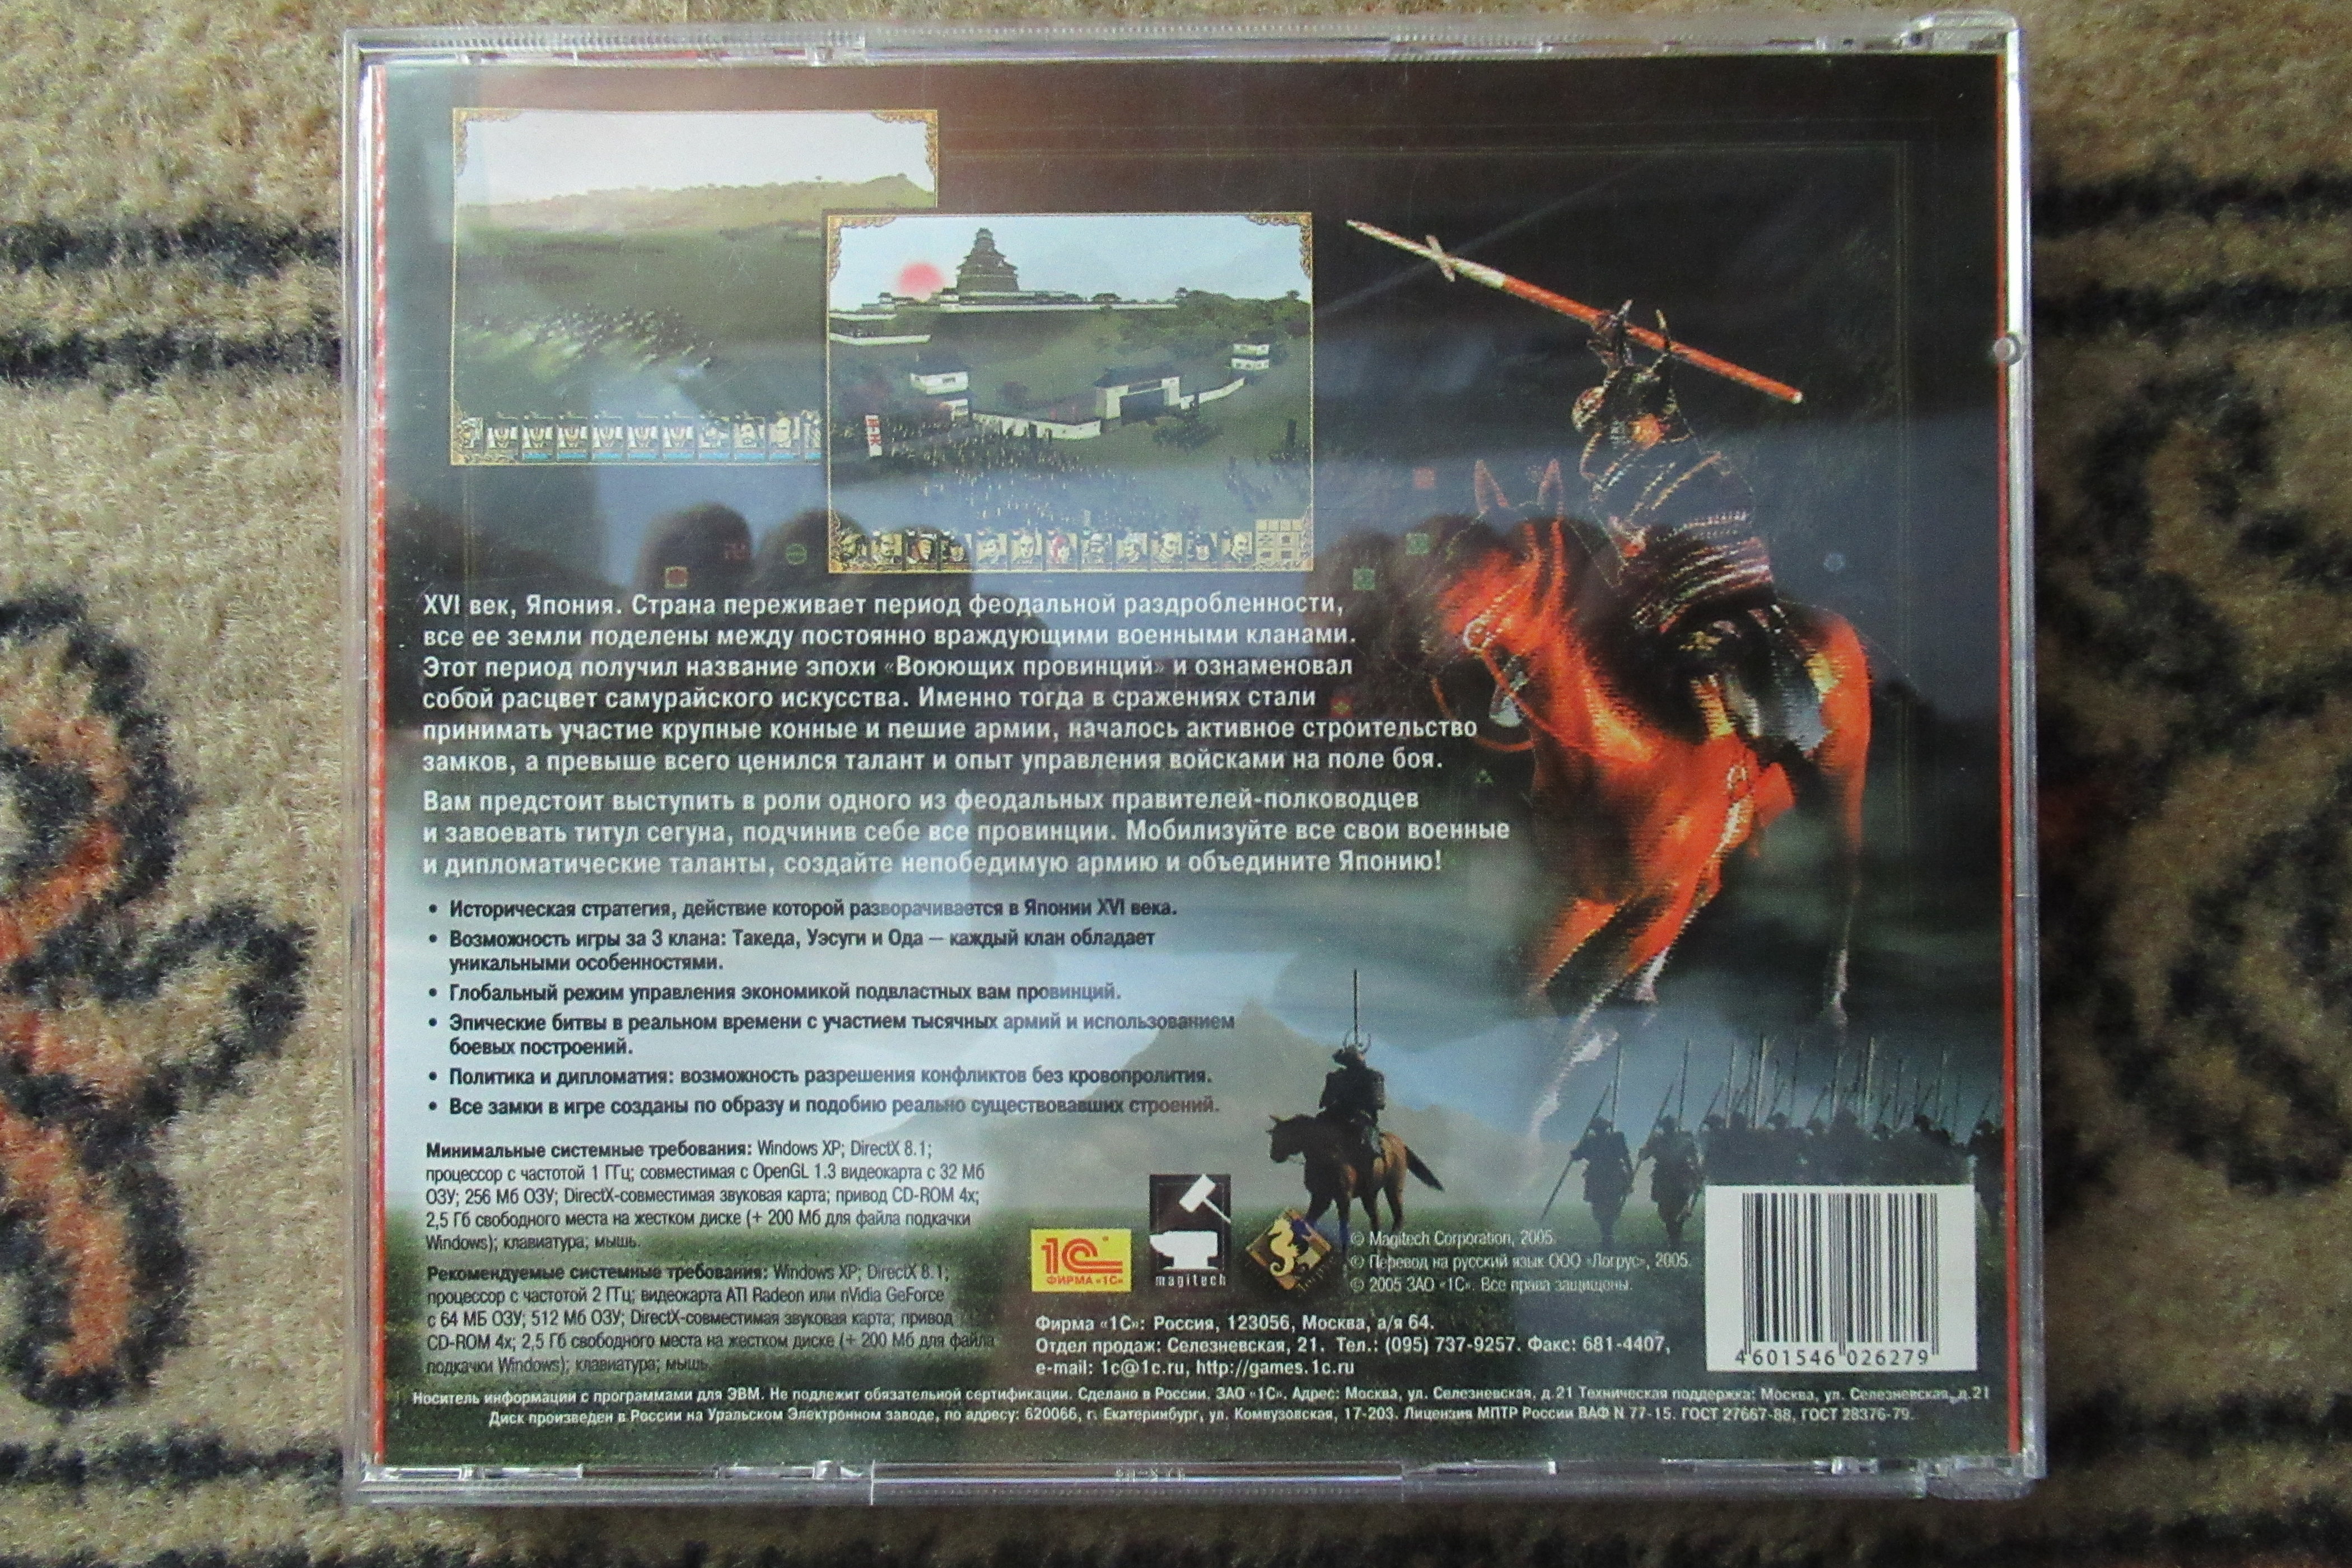 XVI век, Япония. Страна переживает период феодальной раздробленности,
все ее земли поделены между постоянно враждующими военными кланами.
Этот период получил название эпохи «Воюющих провинций» и ознаменовал
собой расцвет самурайского искусства. Именно тогда в сражениях стали
принимать участие крупные конные и пешие армии, началось активное строительство
замков, а превыше всего ценился талант и опыт управления войсками на поле боя.
Вам предстоит выступить в роли одного из феодальных правителей-полководцев
и завоевать титул сегуна, подчинив себе все провинции. Мобилизуйте все свои военные
и дипломатические таланты, создайте непобедимую армию и объедините Японию!
• Историческая стратегия, действие которой разворачивается в Японии XVI века.
• Возможность игры за 3 клана: Такеда, Уэсуги и Ода — каждый клан обладает
уникальными особенностями.
• Глобальный режим управления экономикой подвластных вам провинций.
• Эпические битвы в реальном времени с участием тысячных армий и использованием
боевых построений.
• Политика и дипломатия: возможность разрешения конфликтов без кровопролития.
• Все замки в игре созданы по образу и подобию реально существовавших строений.
Минимальные системные требования: Windows XP; DirectX 8.1;
процессор с частотой 1 ГГц; совместимая с OpenGL 1.3 видеокарта с 32 Мб
ОЗУ; 256 Мб ОЗУ; DirectX-совместимая звуковая карта; привод CD-ROM 4x;
2,5 Гб свободного места на жестком диске (+ 200 Мб для файла подкачки
Windows); клавиатура; мышь.
Рекомендуемые системные требования: Windows XP; DirectX 8.1;
процессор с частотой 2 ГГц; видеокарта ATI Radeon или nVidia GeForce
с 64 МБ ОЗУ; 512 Мб ОЗУ; DirectX-совместимая звуковая карта; привод
CD-ROM 4x; 2,5 Гб свободного места на жестком диске (+ 200 Мб для файла
подкачки Windows); клавиатура; мышь.
1С
ФИРМА «1С»
magitech
© Magitech Corporation, 2005.
© Перевод на русский язык ООО «Логрус», 2005.
© 2005 ЗАО «1С». Все права защищены.
Фирма «1С»: Россия, 123056, Москва, а/я 64.
Отдел продаж: Селезневская, 21. Тел.: (095) 737-9257. Факс: 681-4407,
e-mail: 1c@1c.ru, http://games.1c.ru
4 601546 026279
Носитель информации с программами для ЭВМ. Не подлежит обязательной сертификации. Сделано в России. ЗАО «1С». Адрес: Москва, ул. Селезневская, д.21 Техническая поддержка: Москва, ул. Селезневская, д.21
Диск произведен в России на Уральском Электронном заводе, по адресу: 620066, г. Екатеринбург, ул. Комвузовская, 17-203. Лицензия МПТР России ВАФ N 77-15. ГОСТ 27667-88, ГОСТ 28376-79.